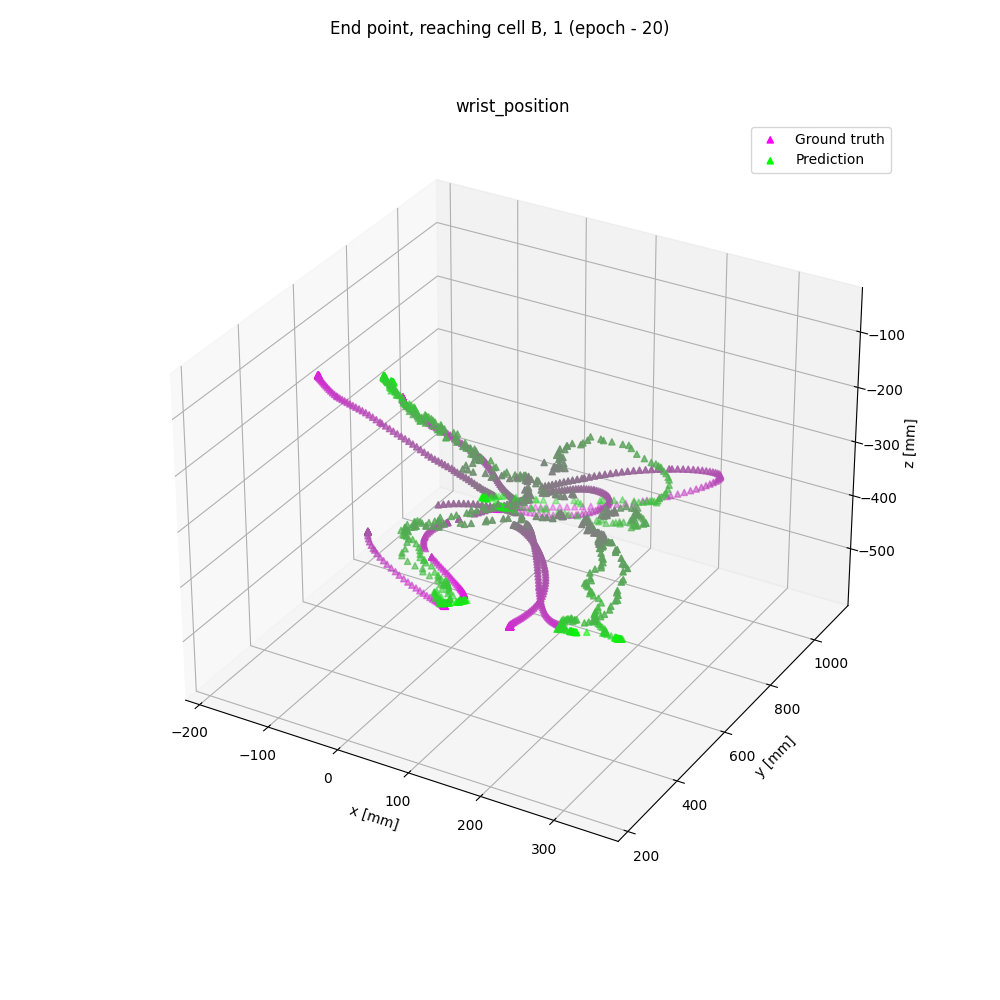 End point, reaching cell B, 1 (epoch - 20)
wrist_position
Ground truth
Prediction
−100
−200
−300
−400
−500
z [mm]
1000
800
600
400
200
y [mm]
−200
−100
0
100
200
300
x [mm]